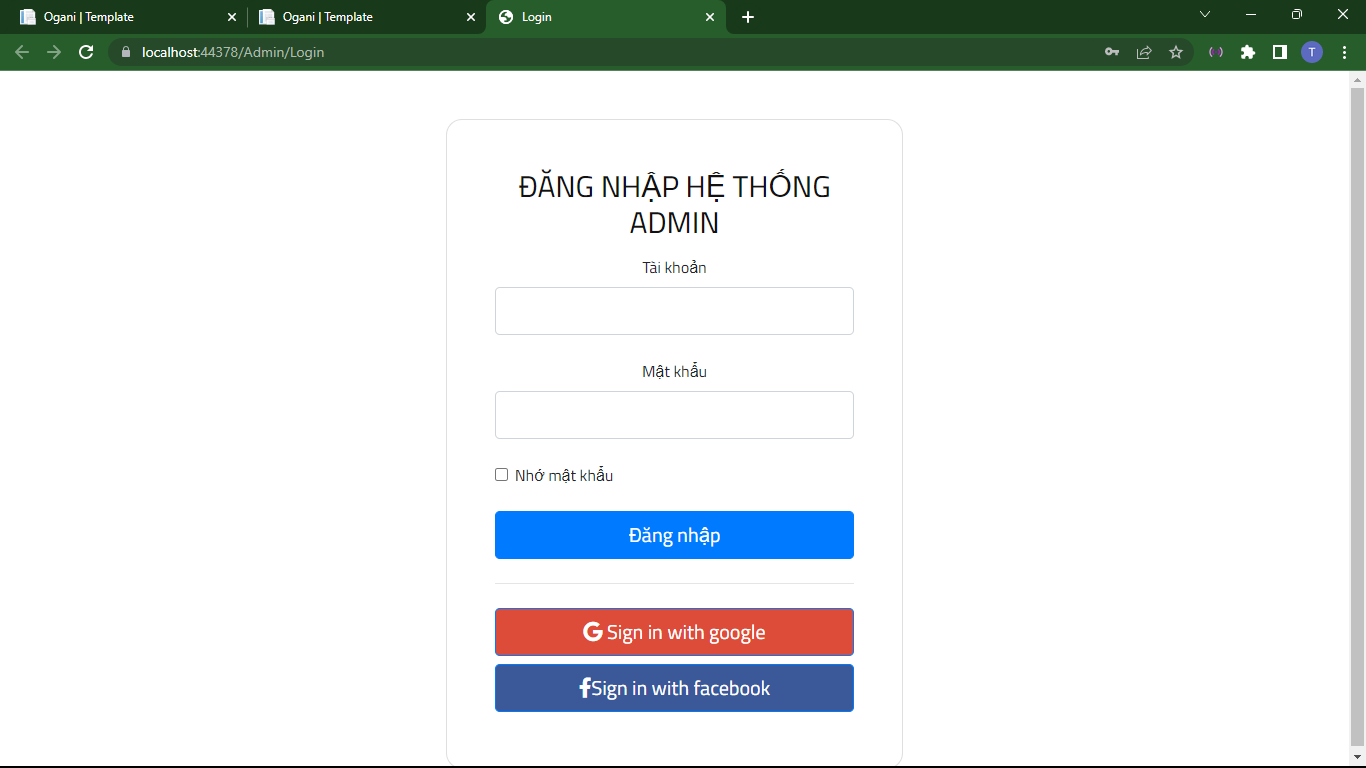 Ogani | Template
Ogani | Template
Login
localhost:44378/Admin/Login
T
ĐĂNG NHẬP HỆ THỐNG
ADMIN
Tài khoản
Mật khẩu
Nhớ mật khẩu
Đăng nhập
Sign in with google
Sign in with facebook